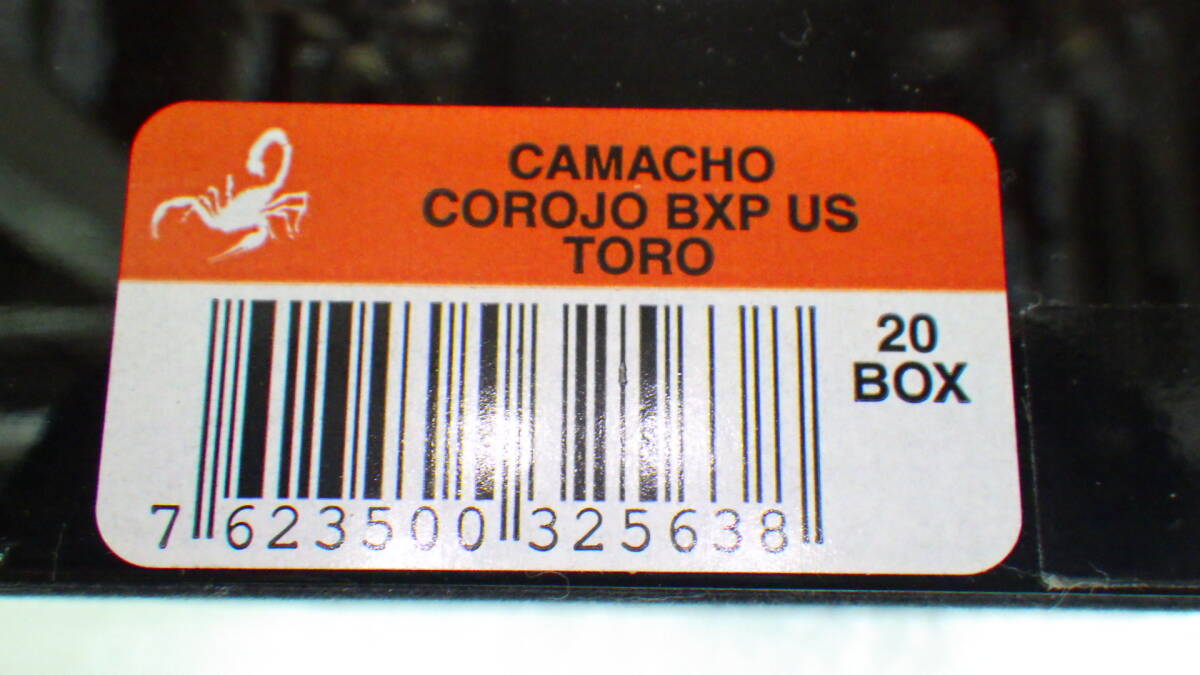 CAMACHO
COROJO BXP US
TORO
20
BOX
7 623500 325638